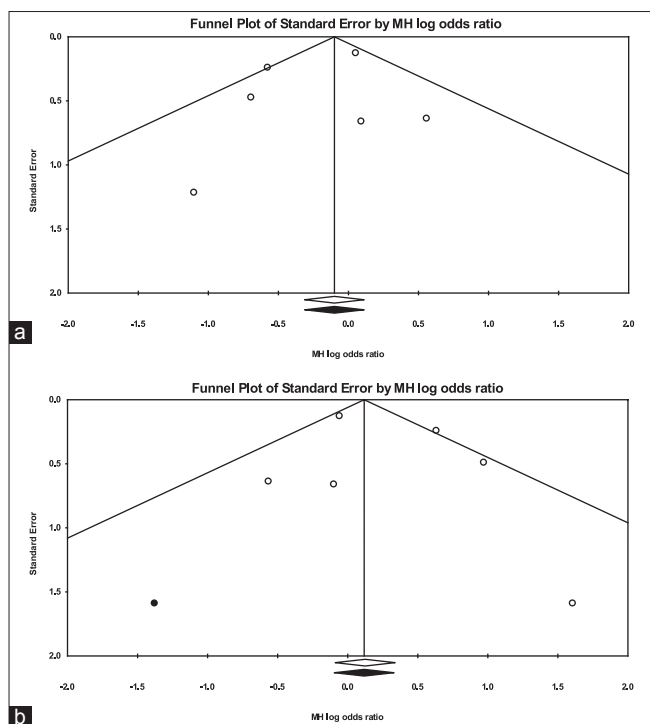 Funnel Plot of Standard Error by MH log odds ratio
0.0
0.5
1.0
1.5
2.0
Standard Error
-2.0 -1.5 -1.0 -0.5 0.0 0.5 1.0 1.5 2.0
MH log odds ratio
a
Funnel Plot of Standard Error by MH log odds ratio
0.0
0.5
1.0
1.5
2.0
Standard Error
-2.0 -1.5 -1.0 -0.5 0.0 0.5 1.0 1.5 2.0
MH log odds ratio
b